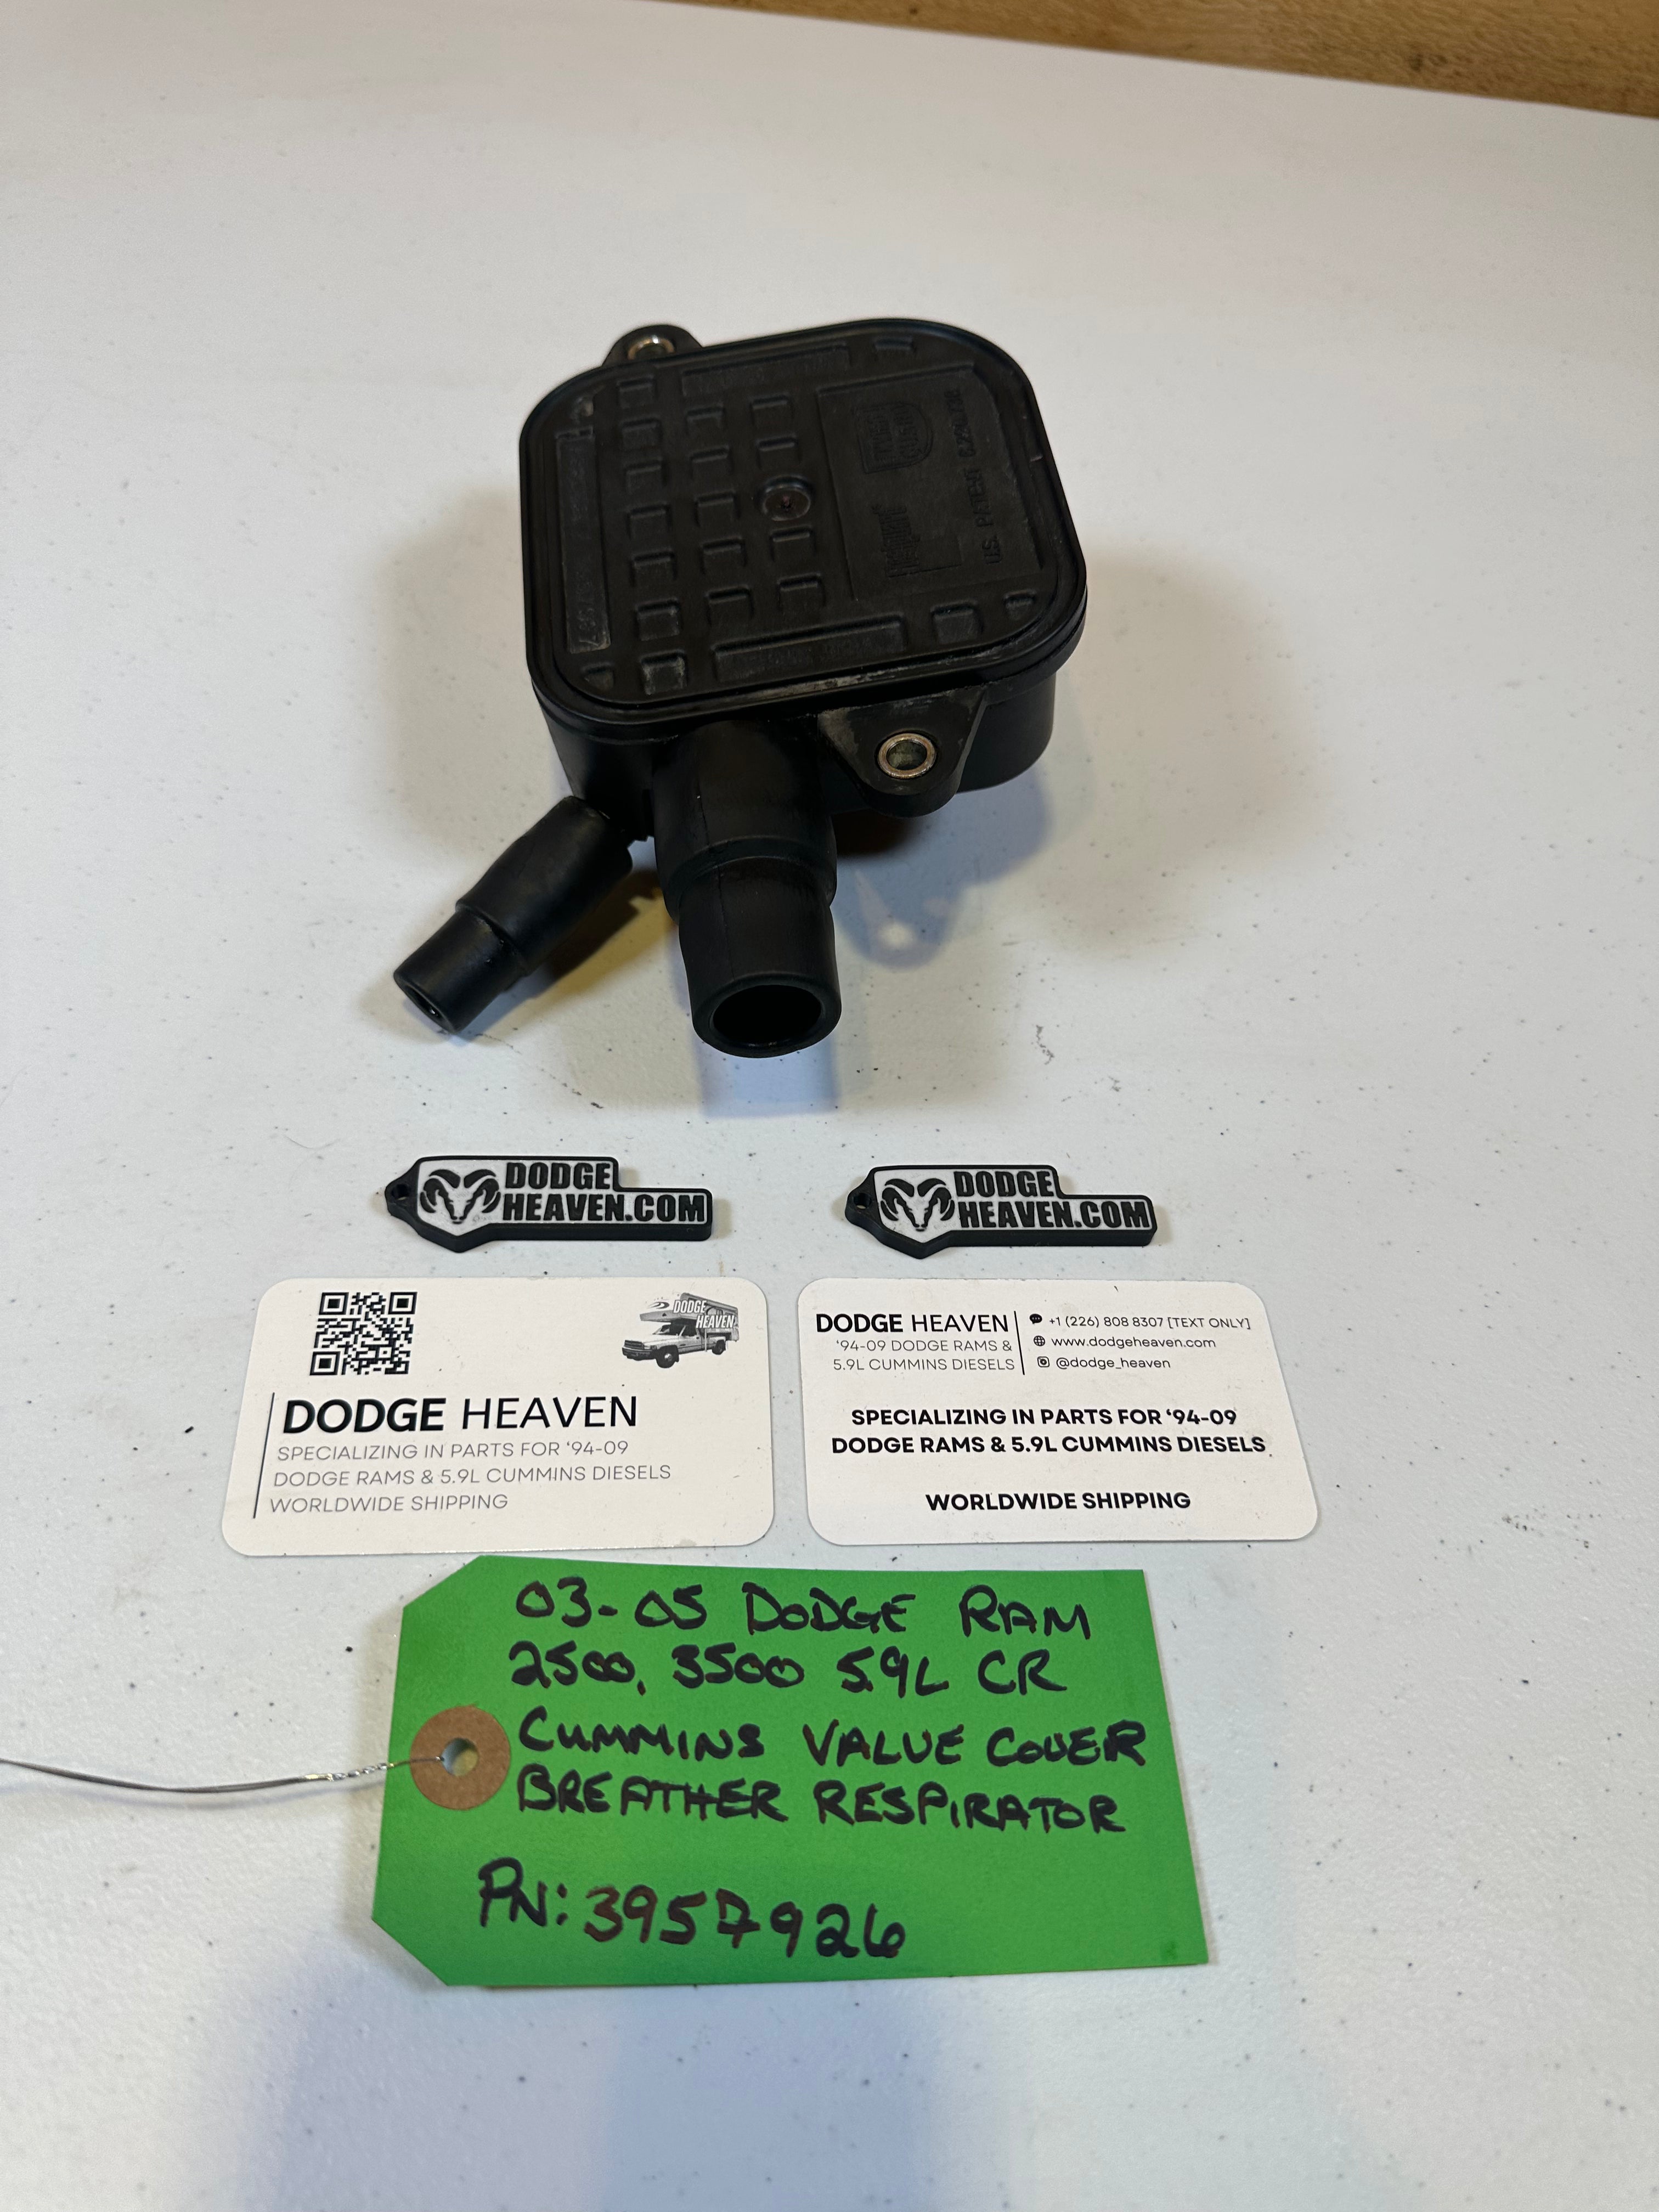 U.S. PATENT
DODGE
HEAVEN.COM
DODGE
HEAVEN.COM
DODGE
HEAVEN
DODGE HEAVEN
SPECIALIZING IN PARTS FOR ‘94-09
DODGE RAMS & 5.9L CUMMINS DIESELS
WORLDWIDE SHIPPING
DODGE HEAVEN
‘94-09 DODGE RAMS &
5.9L CUMMINS DIESELS
+1 (226) 808 8307 [TEXT ONLY]
www.dodgeheaven.com
@dodge_heaven
SPECIALIZING IN PARTS FOR ‘94-09
DODGE RAMS & 5.9L CUMMINS DIESELS
WORLDWIDE SHIPPING
03-05 DODGE RAM
2500, 3500 5.9L CR
CUMMINS VALUE COVER
BREATHER RESPIRATOR
PN: 3957926